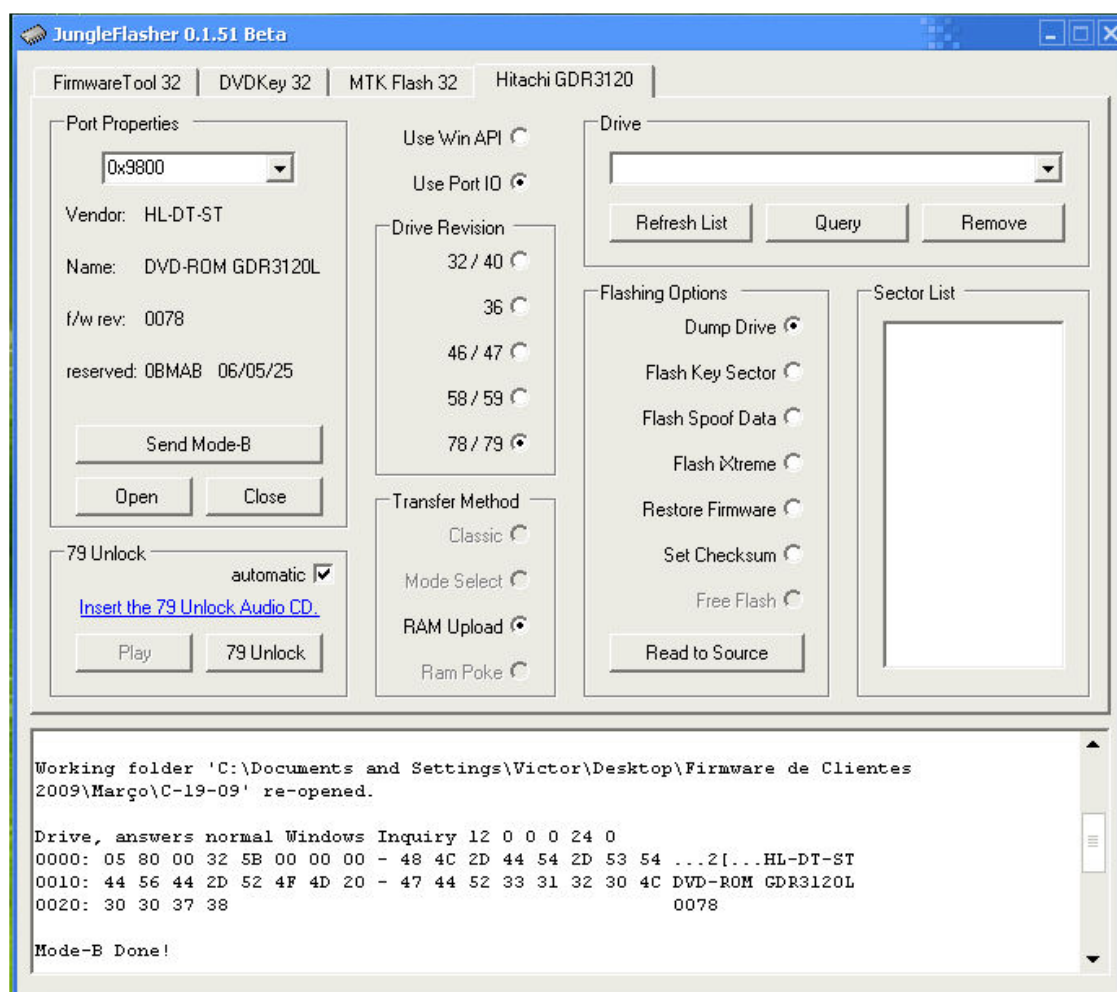 JungleFlasher 0.1.51 Beta
FirmwareTool 32
DVDKey 32
MTK Flash 32
Hitachi GDR3120
Port Properties
0x9800
Vendor: HL-DT-ST
Name: DVD-ROM GDR3120L
f/w rev: 0078
reserved: 0BMAB 06/05/25
Send Mode-B
Open
Close
79 Unlock
automatic
Insert the 79 Unlock Audio CD.
Play
79 Unlock
Use Win API
Use Port IO
Drive Revision
32 / 40
36
46 / 47
58 / 59
78 / 79
Transfer Method
Classic
Mode Select
RAM Upload
Ram Poke
Drive
Refresh List
Query
Remove
Flashing Options
Dump Drive
Flash Key Sector
Flash Spoof Data
Flash iXtreme
Restore Firmware
Set Checksum
Free Flash
Read to Source
Sector List
Working folder 'C:\Documents and Settings\Victor\Desktop\Firmware de Clientes
2009\Março\C-19-09' re-opened.
Drive, answers normal Windows Inquiry 12 0 0 0 24 0
0000: 05 80 00 32 5B 00 00 00 - 48 4C 2D 44 54 2D 53 54 ...2[...HL-DT-ST
0010: 44 56 44 2D 52 4F 4D 20 - 47 44 52 33 31 32 30 4C DVD-ROM GDR3120L
0020: 30 30 37 38 0078
Mode-B Done!